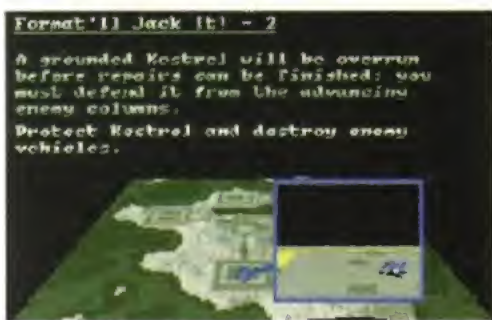 Format'll Jack It! - 2
A grounded Kestrel will be overrun
before repairs can be finished: you
must defend it from the advancing
enemy columns.
Protect Kestrel and destroy enemy
vehicles.